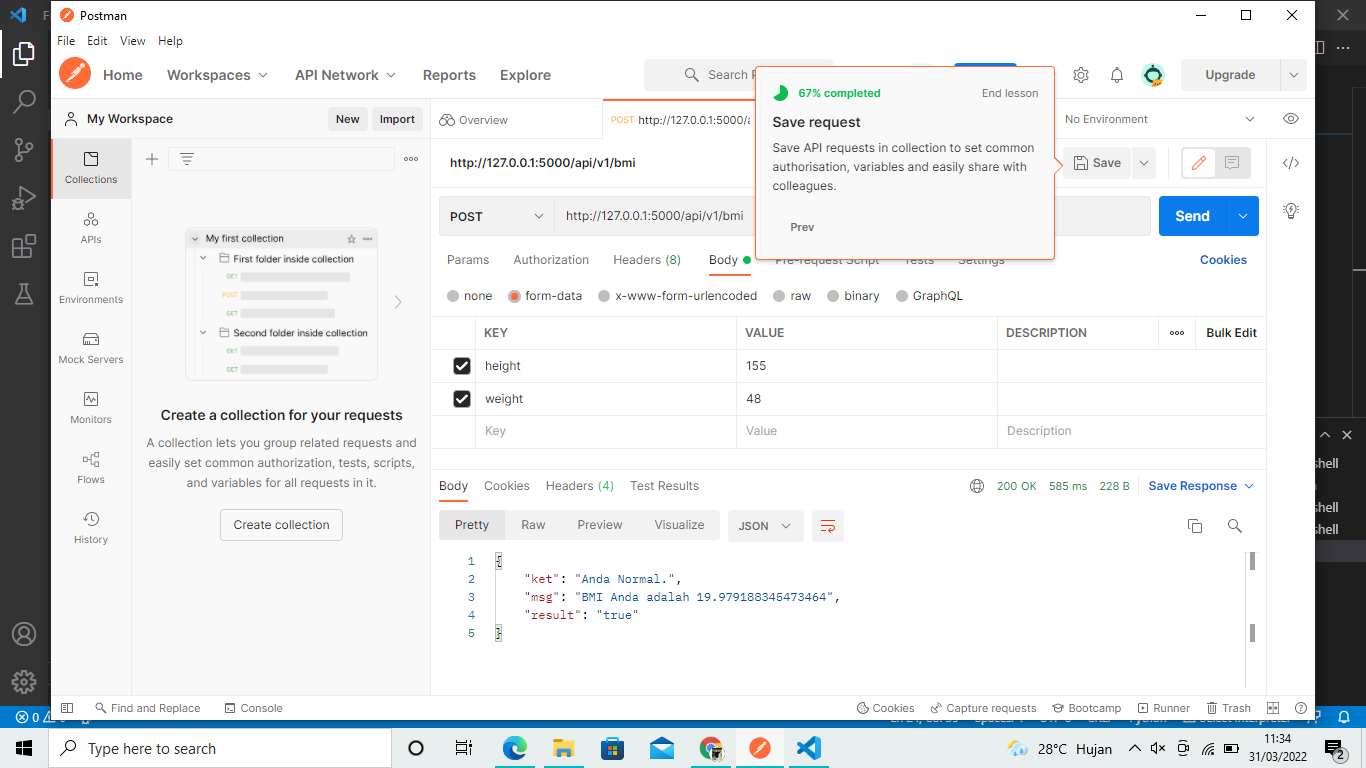 F
Postman
File Edit View Help
Home Workspaces API Network Reports Explore
Search P
Upgrade
67% completed End lesson
Save request
Save API requests in collection to set common
authorisation, variables and easily share with
colleagues.
Prev
My Workspace New Import
Overview
POST http://127.0.0.1:5000/a
No Environment
Collections
APIs
Environments
Mock Servers
Monitors
Flows
History
My first collection
First folder inside collection
GET
POST
GET
Second folder inside collection
GET
GET
Create a collection for your requests
A collection lets you group related requests and
easily set common authorization, tests, scripts,
and variables for all requests in it.
Create collection
http://127.0.0.1:5000/api/v1/bmi
Save
POST http://127.0.0.1:5000/api/v1/bmi Send
Params Authorization Headers (8) Body Pre-request Script Tests Settings Cookies
none form-data x-www-form-urlencoded raw binary GraphQL
KEY VALUE DESCRIPTION Bulk Edit
height 155
weight 48
Key Value Description
Body Cookies Headers (4) Test Results 200 OK 585 ms 228 B Save Response
Pretty Raw Preview Visualize JSON
1 {
2 "ket": "Anda Normal.",
3 "msg": "BMI Anda adalah 19.979188345473464",
4 "result": "true"
5 }
shell
shell
shell
Find and Replace Console Cookies Capture requests Bootcamp Runner Trash
0
Type here to search
28°C Hujan
11:34
31/03/2022
2